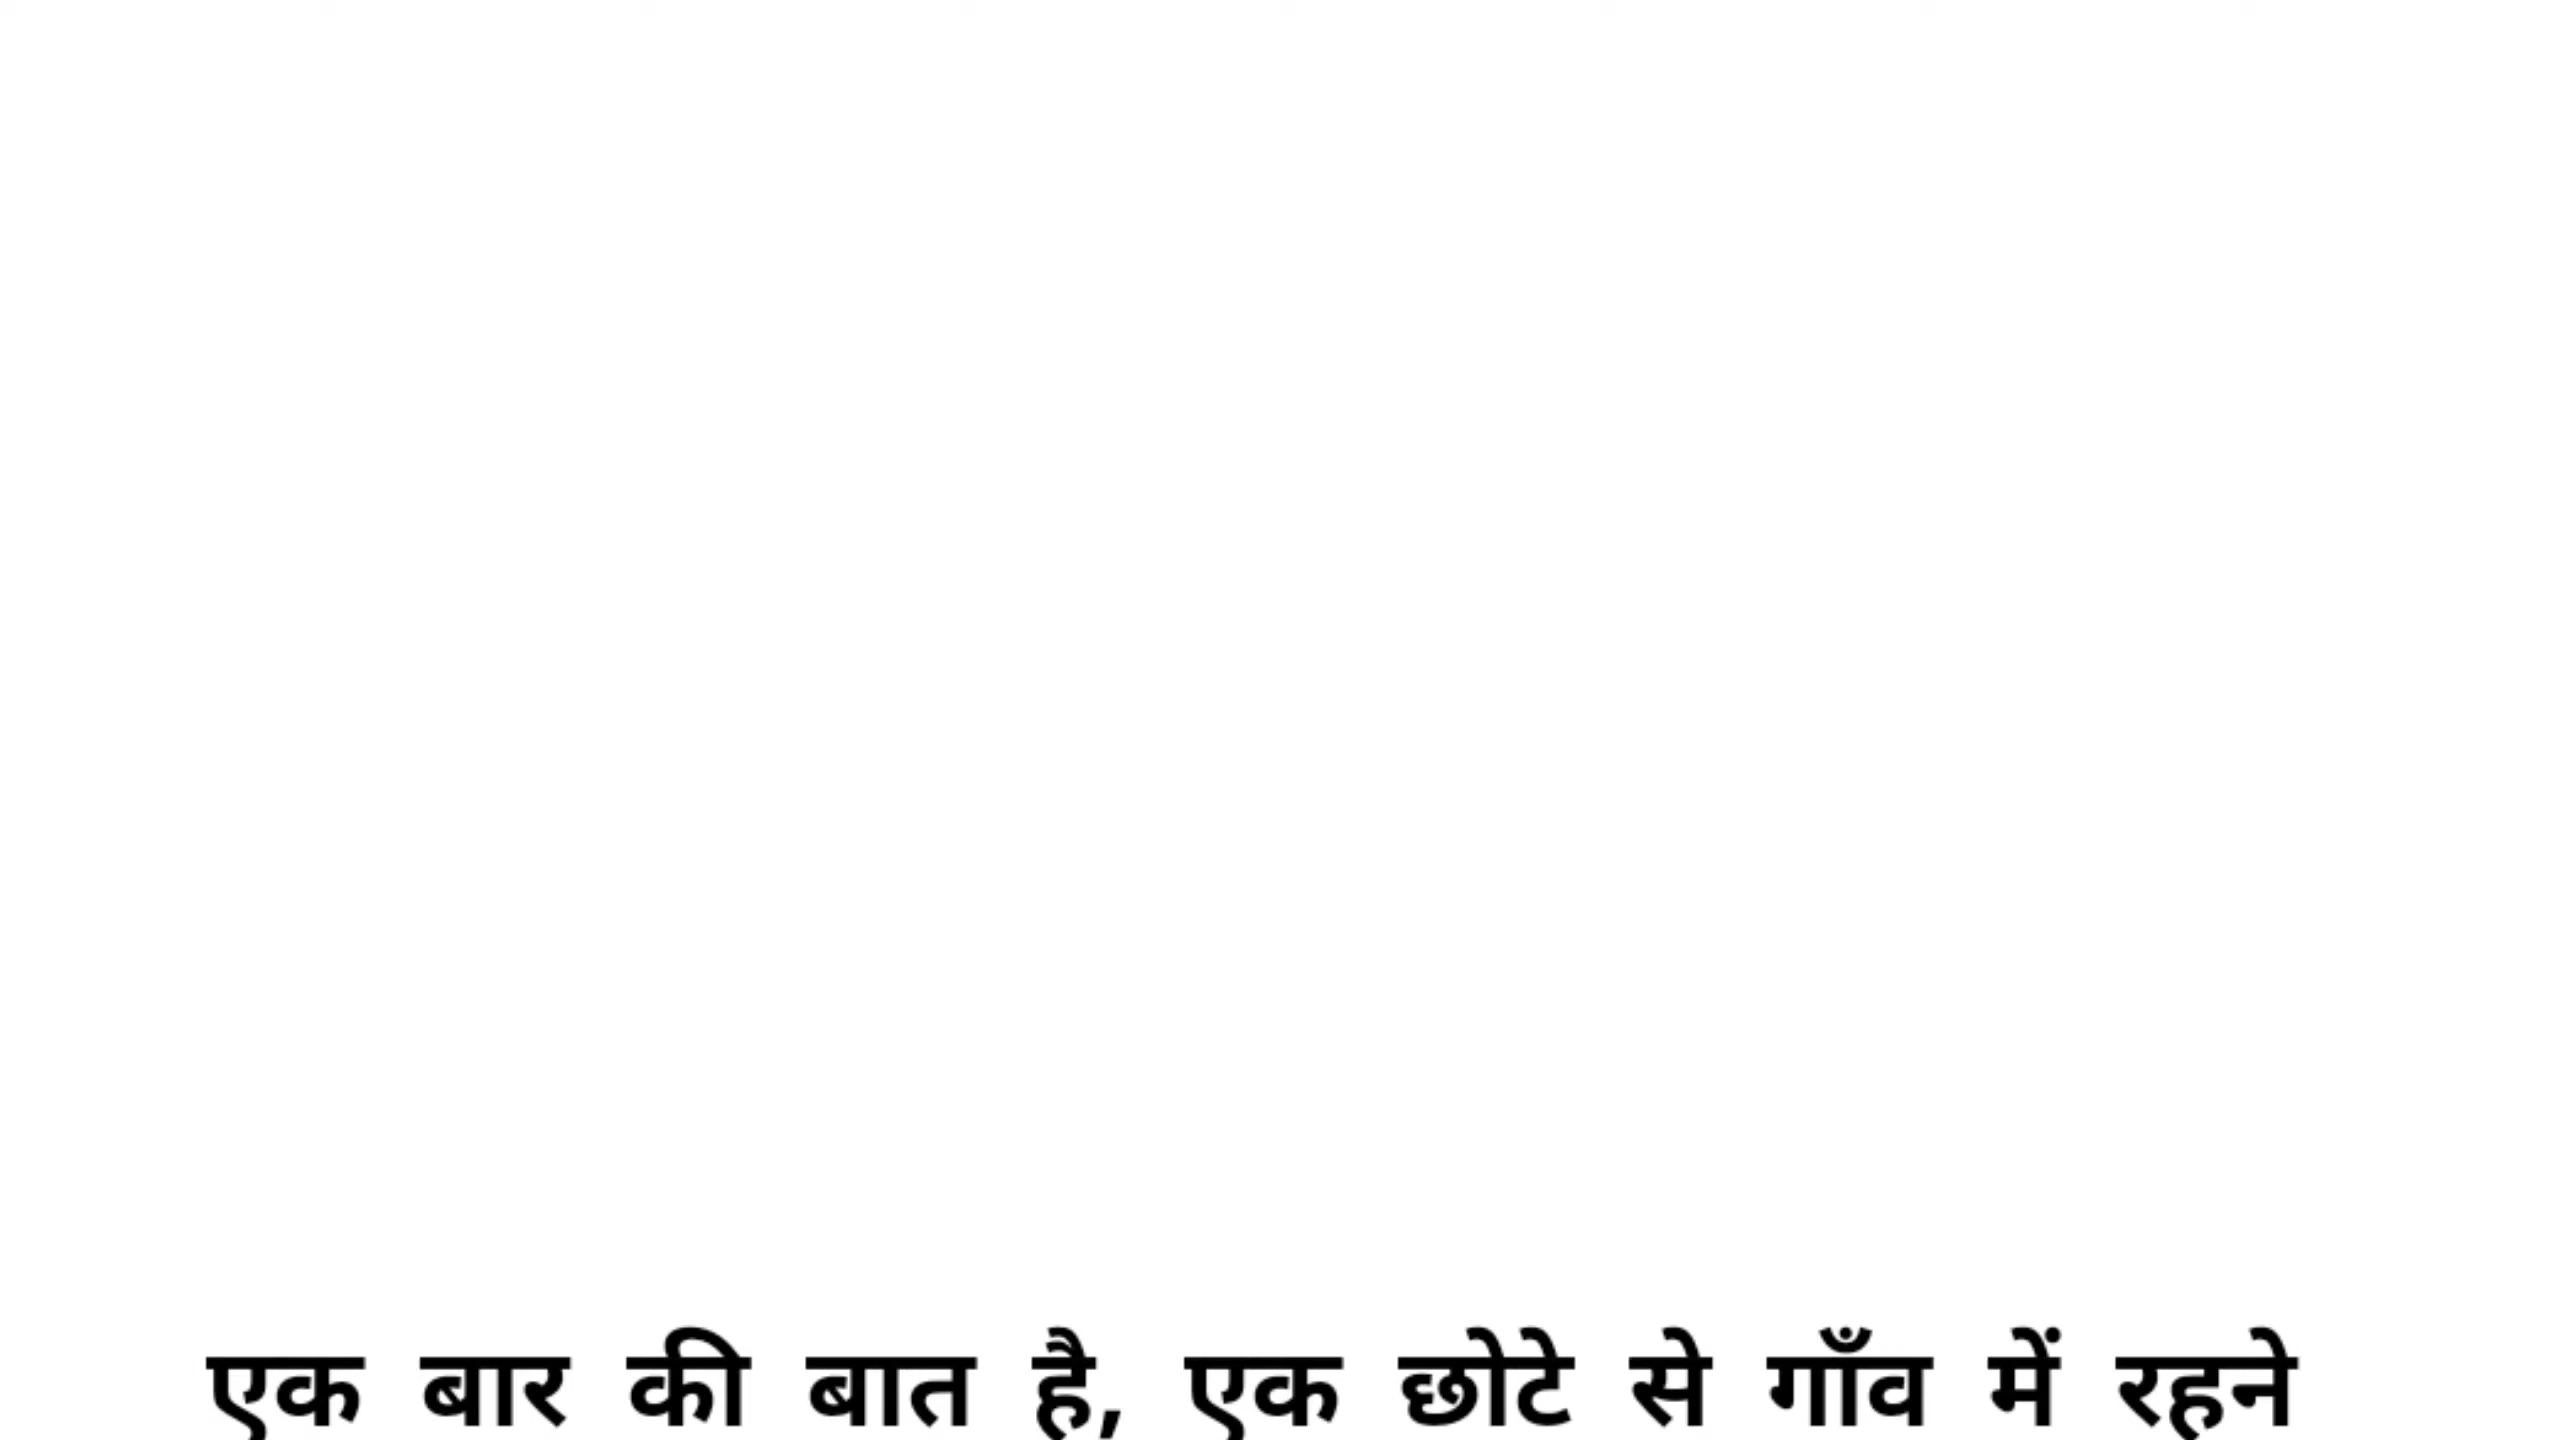 एक बार की बात है, एक छोटे से गाँव में रहने